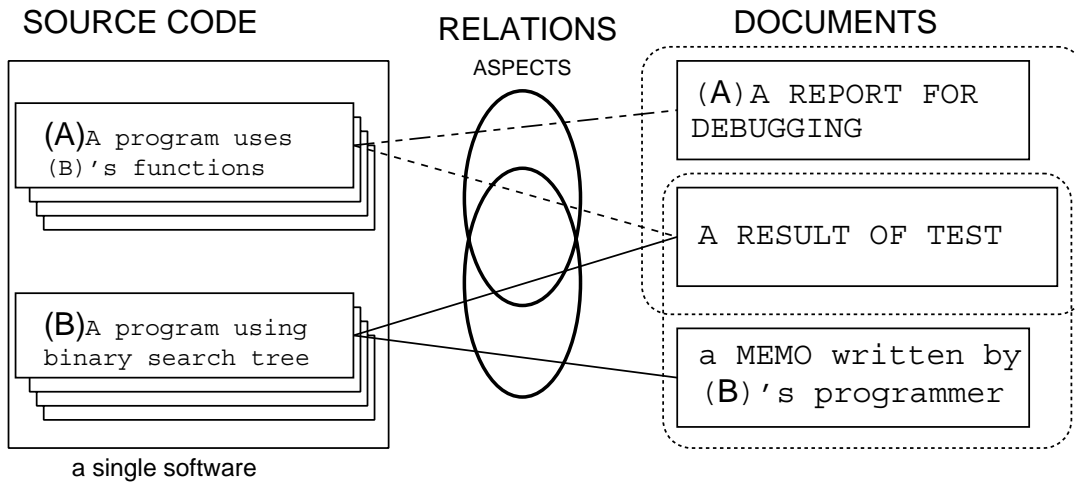 SOURCE CODE
RELATIONS
ASPECTS
DOCUMENTS
(A)A program uses
(B)'s functions
(B)A program using
binary search tree
a single software
(A)A REPORT FOR
DEBUGGING
A RESULT OF TEST
a MEMO written by
(B)'s programmer